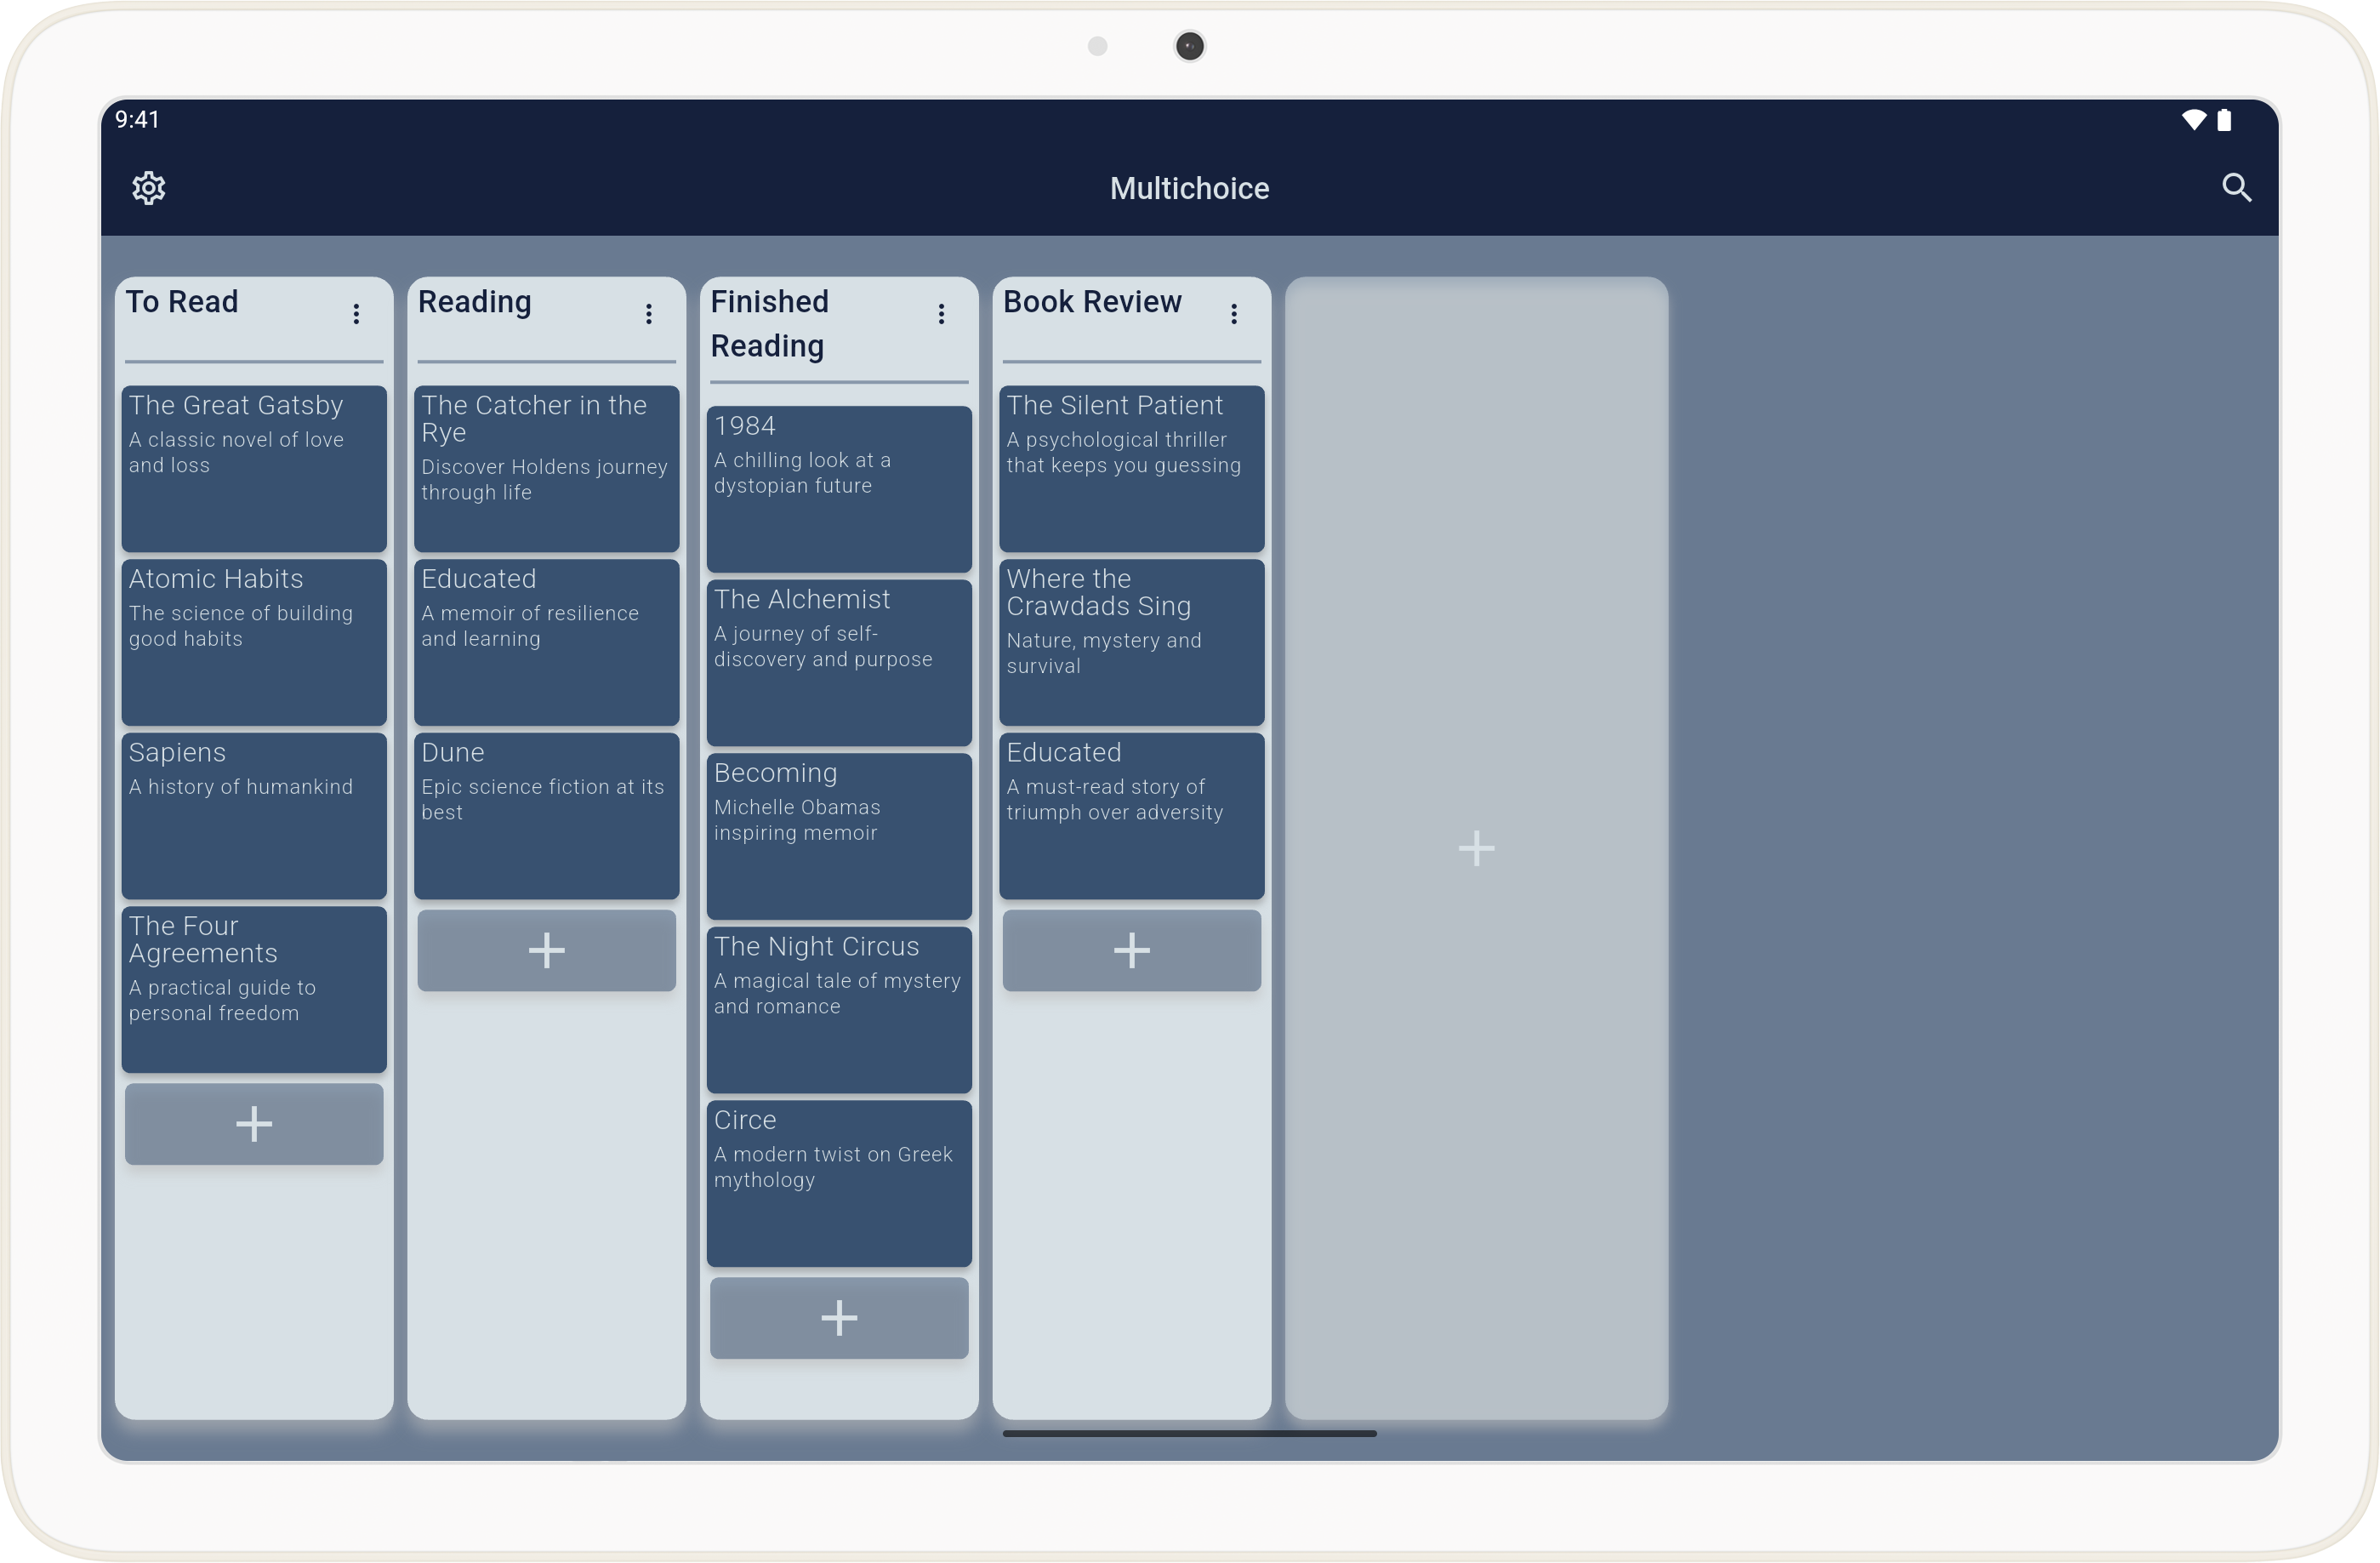 9:41
Multichoice
To Read
The Great Gatsby
A classic novel of love
and loss
Atomic Habits
The science of building
good habits
Sapiens
A history of humankind
The Four
Agreements
A practical guide to
personal freedom
Reading
The Catcher in the
Rye
Discover Holdens journey
through life
Educated
A memoir of resilience
and learning
Dune
Epic science fiction at its
best
Finished
Reading
1984
A chilling look at a
dystopian future
The Alchemist
A journey of self-
discovery and purpose
Becoming
Michelle Obamas
inspiring memoir
The Night Circus
A magical tale of mystery
and romance
Circe
A modern twist on Greek
mythology
Book Review
The Silent Patient
A psychological thriller
that keeps you guessing
Where the
Crawdads Sing
Nature, mystery and
survival
Educated
A must-read story of
triumph over adversity